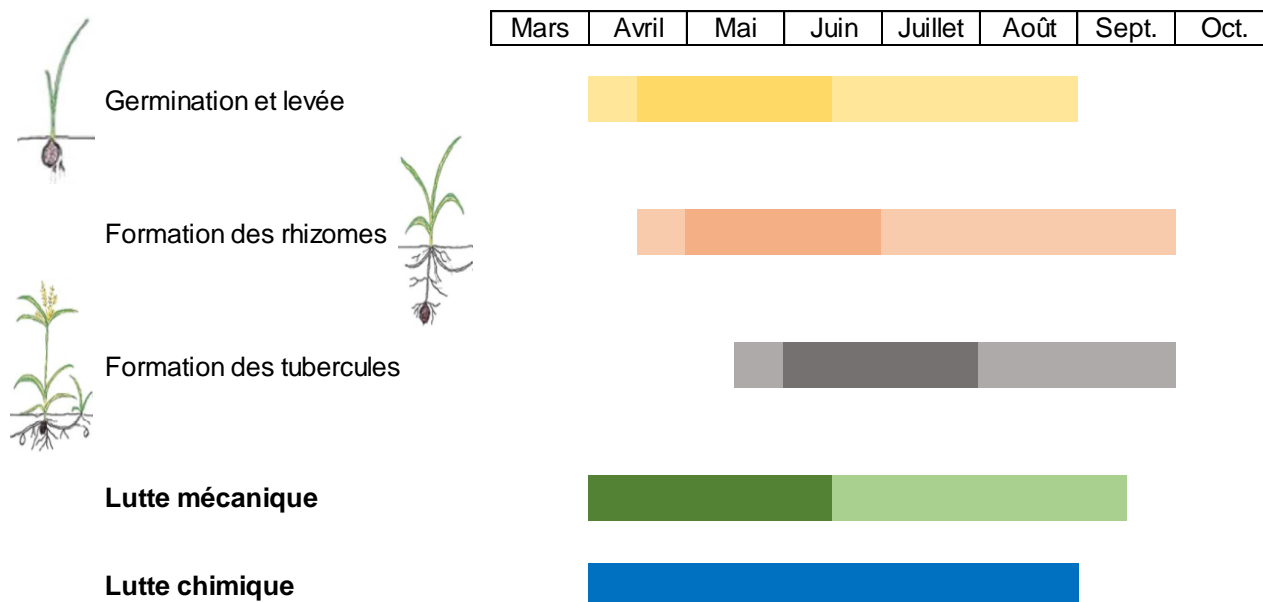 Mars Avril Mai Juin Juillet Août Sept. Oct.
Germination et levée
Formation des rhizomes
Formation des tubercules
Lutte mécanique
Lutte chimique